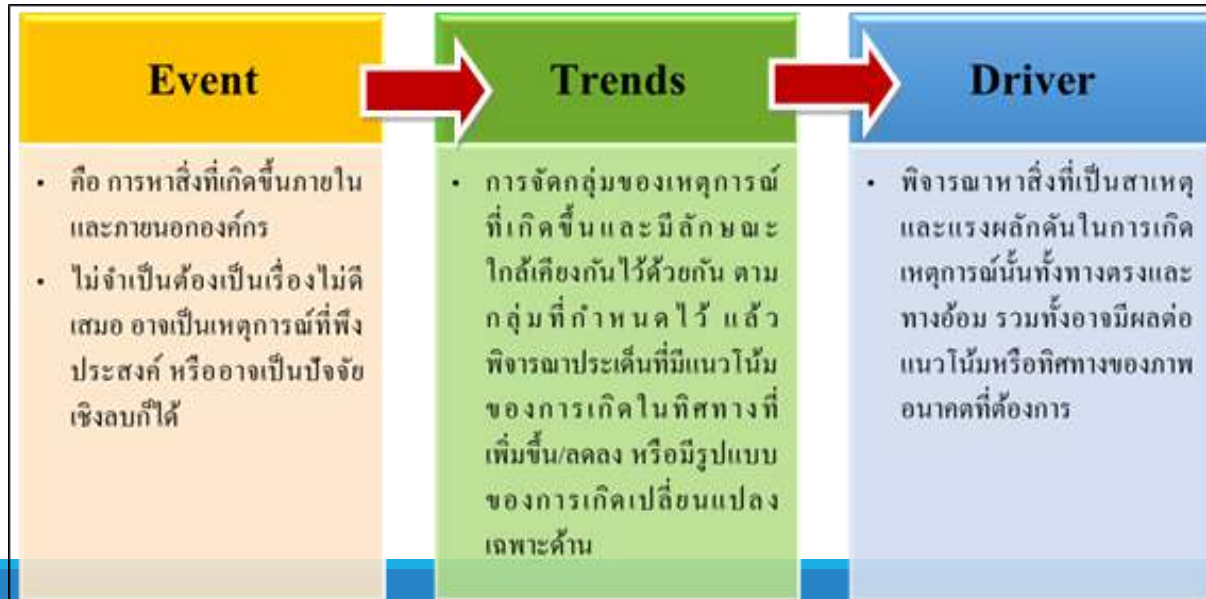 Event
• คือ การหาสิ่งที่เกิดขึ้นภายใน
และภายนอกองค์กร
• ไม่จำเป็นต้องเป็นเรื่องไม่ดี
เสมอ อาจเป็นเหตุการณ์ที่พึง
ประสงค์ หรืออาจเป็นปัจจัย
เชิงลบก็ได้
Trends
• การจัดกลุ่มของเหตุการณ์
ที่เกิดขึ้นและมีลักษณะ
ใกล้เคียงกันไว้ด้วยกัน ตาม
กลุ่มที่กำหนดไว้ แล้ว
พิจารณาประเด็นที่มีแนวโน้ม
ของการเกิดในทิศทางที่
เพิ่มขึ้น/ลดลง หรือมีรูปแบบ
ของการเกิดเปลี่ยนแปลง
เฉพาะด้าน
Driver
• พิจารณาหาสิ่งที่เป็นสาเหตุ
และแรงผลักดันในการเกิด
เหตุการณ์นั้นทั้งทางตรงและ
ทางอ้อม รวมทั้งอาจมีผลต่อ
แนวโน้มหรือทิศทางของภาพ
อนาคตที่ต้องการ